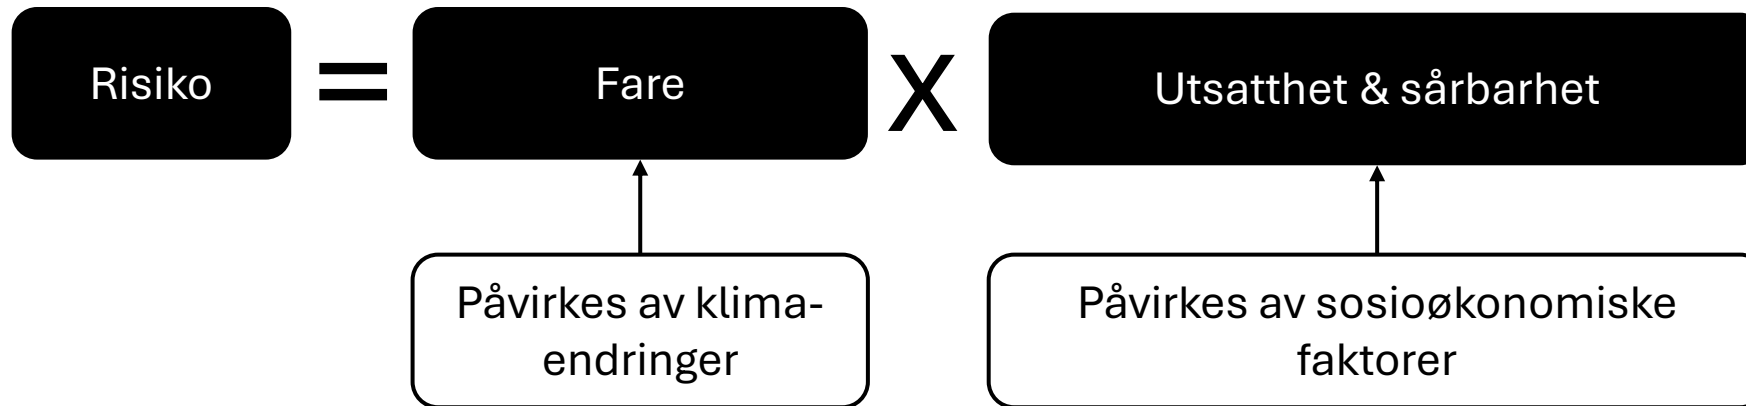 Risiko = Fare x Utsatthet & sårbarhet
Påvirkes av klima-
endringer
Påvirkes av sosioøkonomiske
faktorer